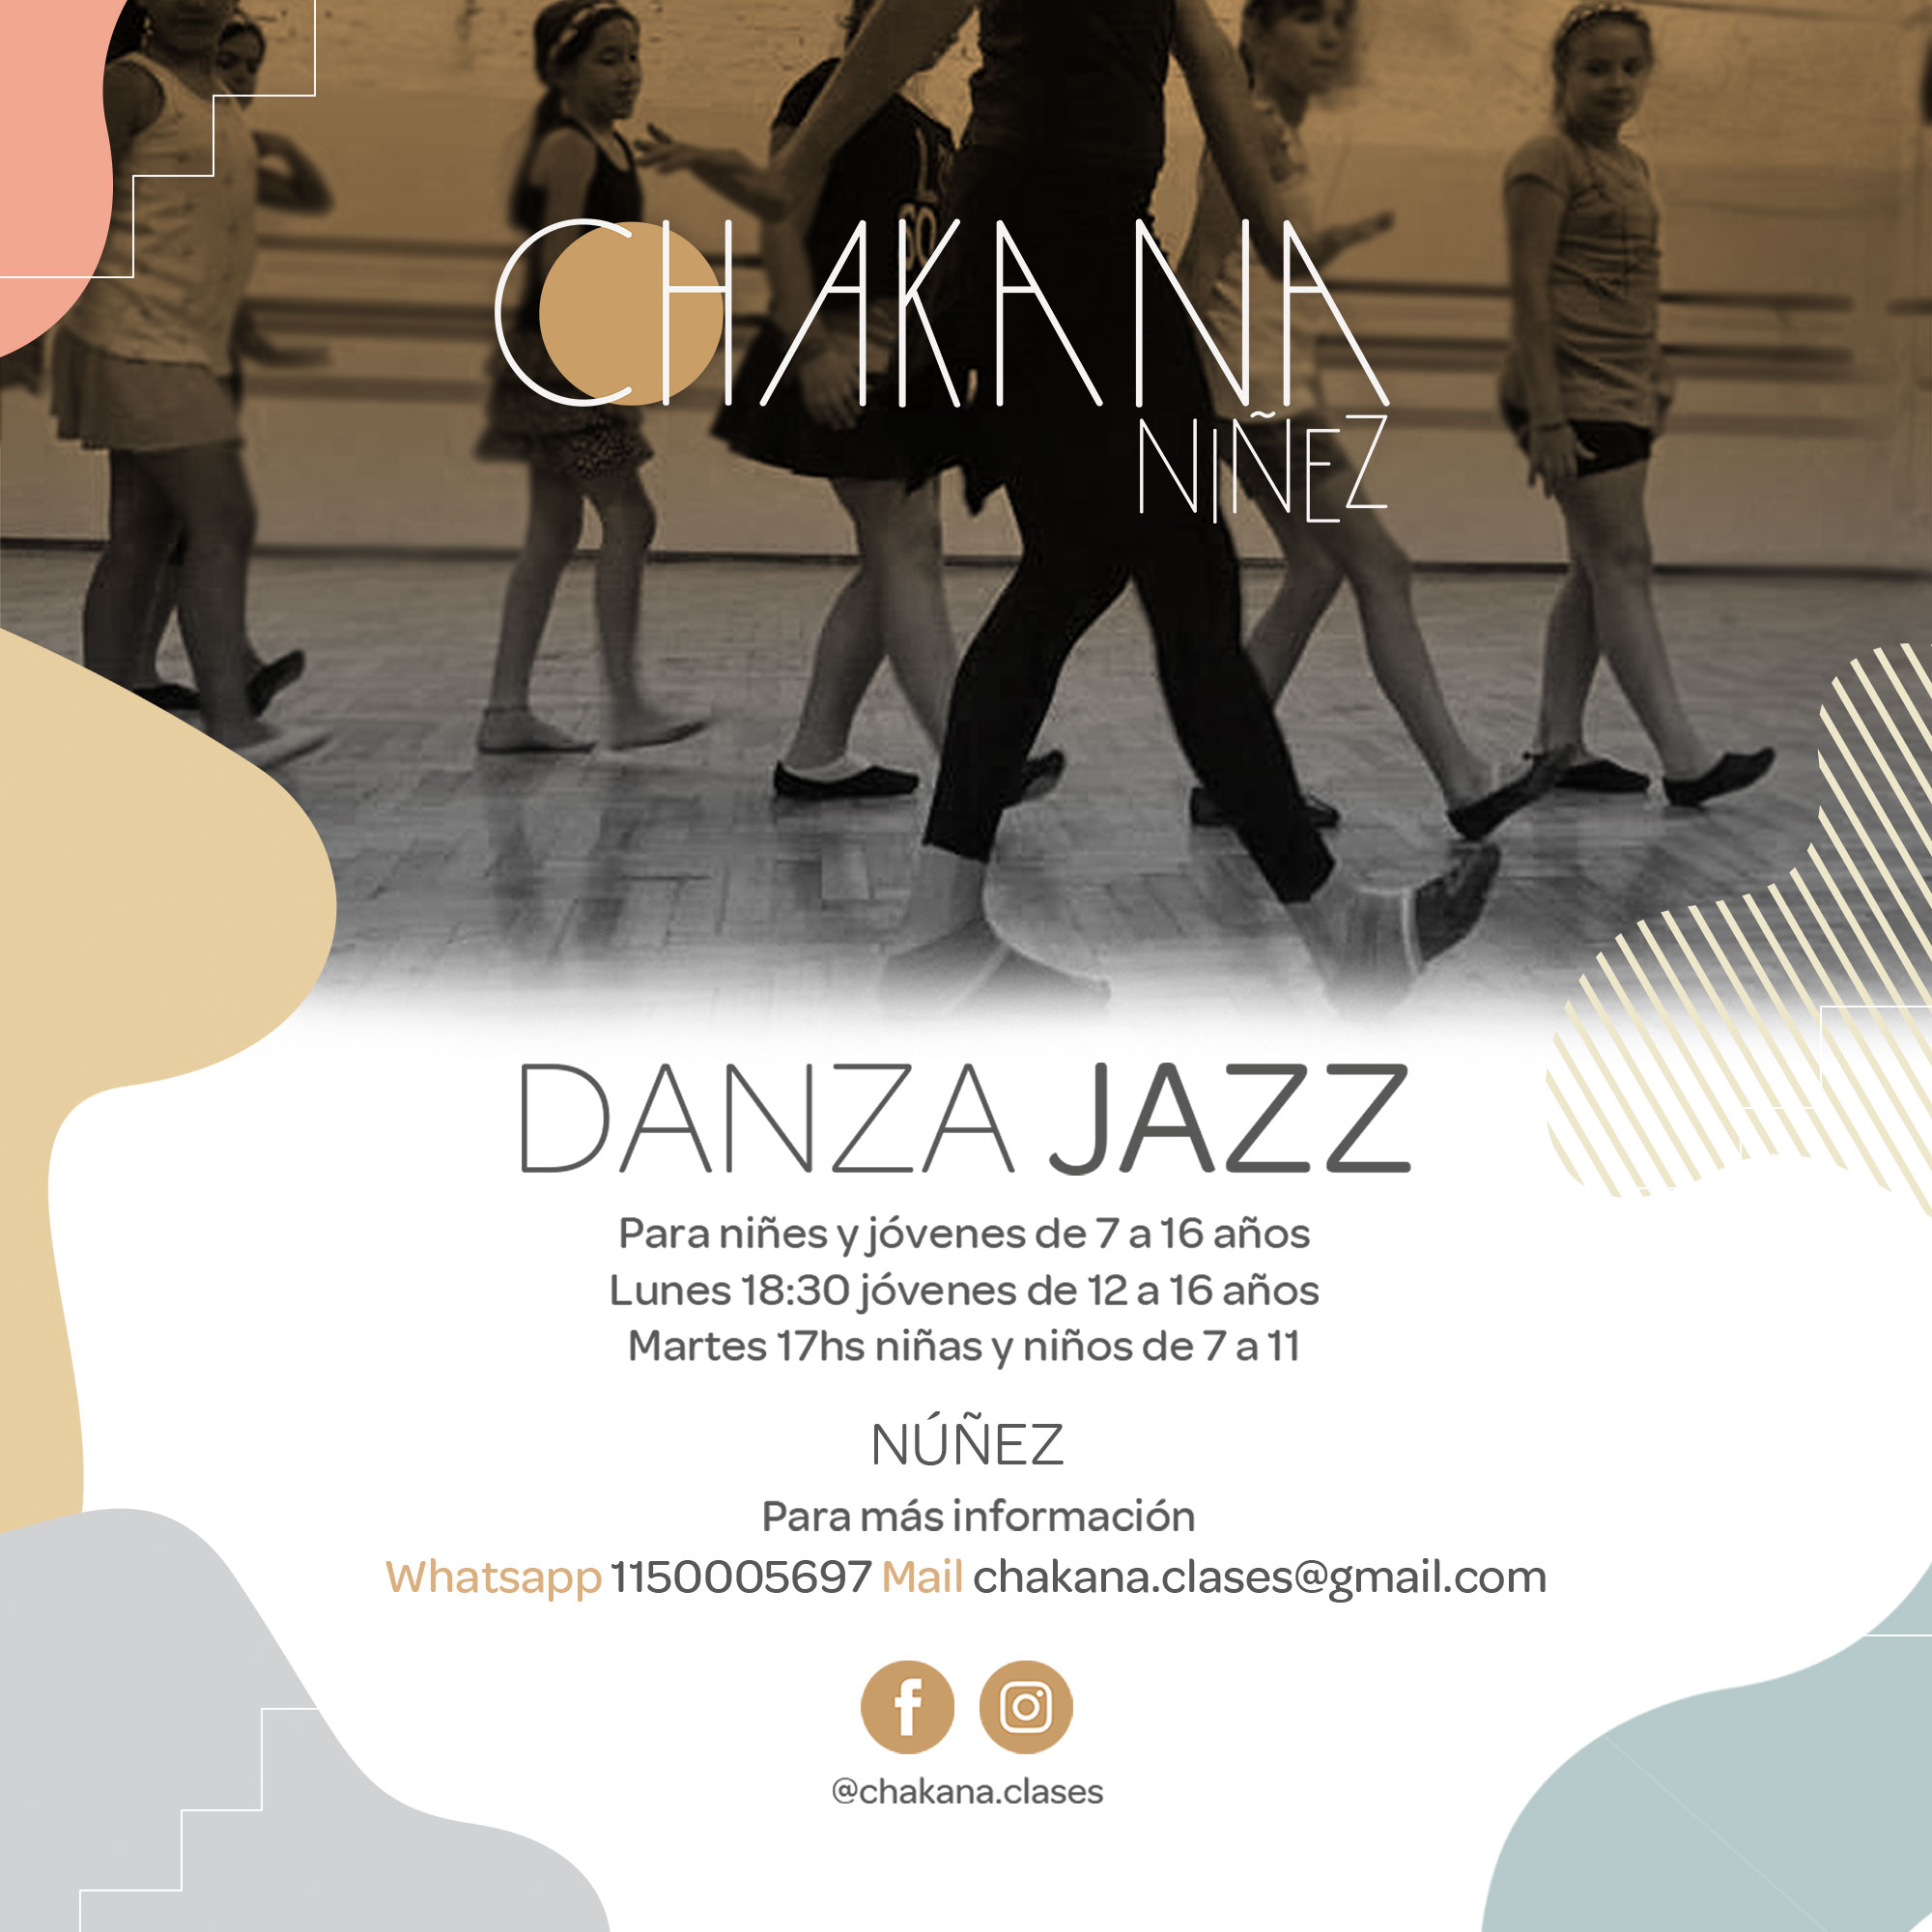 CHAKANA
NIÑEZ
DANZA JAZZ
Para niñes y jóvenes de 7 a 16 años
Lunes 18:30 jóvenes de 12 a 16 años
Martes 17hs niñas y niños de 7 a 11
NÚÑEZ
Para más información
Whatsapp 1150005697 Mail chakana.clases@gmail.com
@chakana.clases